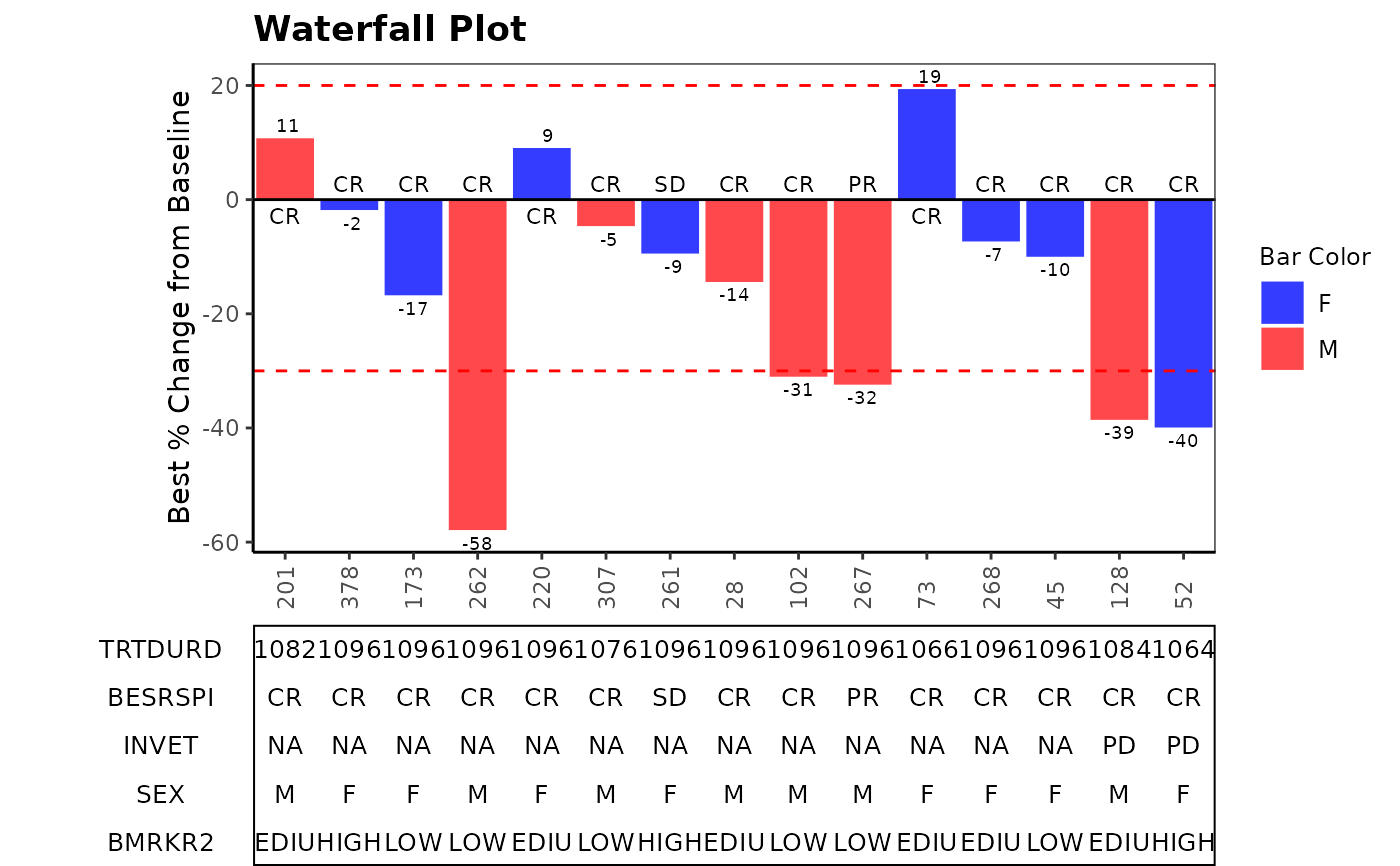 Waterfall Plot
Best % Change from Baseline
20
0
-20
-40
-60
11 9 19
CR CR CR CR SD CR CR PR CR CR CR CR
CR CR CR
-2 -17 -58 -5 -9 -14 -31 -32 -7 -10 -39 -40
201 378 173 262 220 307 261 28 102 267 73 268 45 128 52
Bar Color
F
M
TRTDURD 1082 1096 1096 1096 1096 1076 1096 1096 1096 1096 1066 1096 1096 1084 1064
BESRSPI CR CR CR CR CR CR SD CR CR PR CR CR CR CR CR
INVET NA NA NA NA NA NA NA NA NA NA NA NA NA PD PD
SEX M F F M F M F M M M F F F M F
BMRKR2 EDIU HIGH LOW LOW EDIU LOW HIGH EDIU LOW LOW EDIU EDIU LOW EDIU HIGH